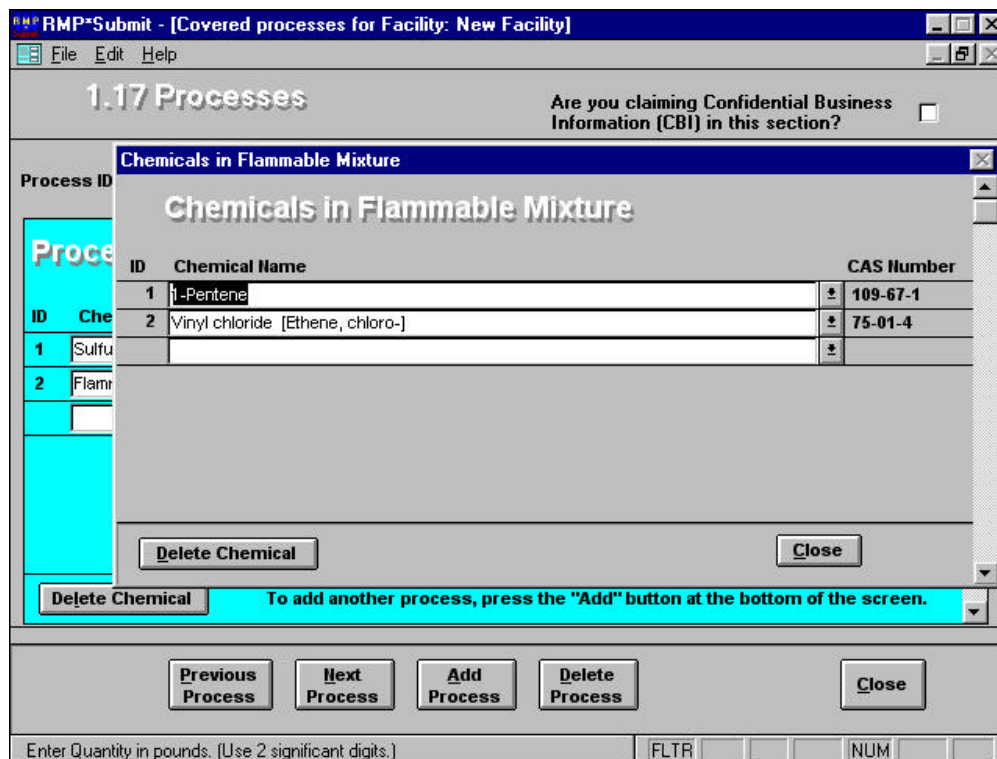 RMP*Submit - [Covered processes for Facility: New Facility]
File Edit Help
1.17 Processes
Are you claiming Confidential Business
Information (CBI) in this section?
Process ID
Chemicals in Flammable Mixture
Chemicals in Flammable Mixture
ID Chemical Name CAS Number
1 1-Pentene 109-67-1
2 Vinyl chloride [Ethene, chloro-] 75-01-4
Delete Chemical Close
Proce
ID Che
1 Sulfu
2 Flamm
Delete Chemical To add another process, press the "Add" button at the bottom of the screen.
Previous Process
Next Process
Add Process
Delete Process
Close
Enter Quantity in pounds. (Use 2 significant digits.) FLTR NUM